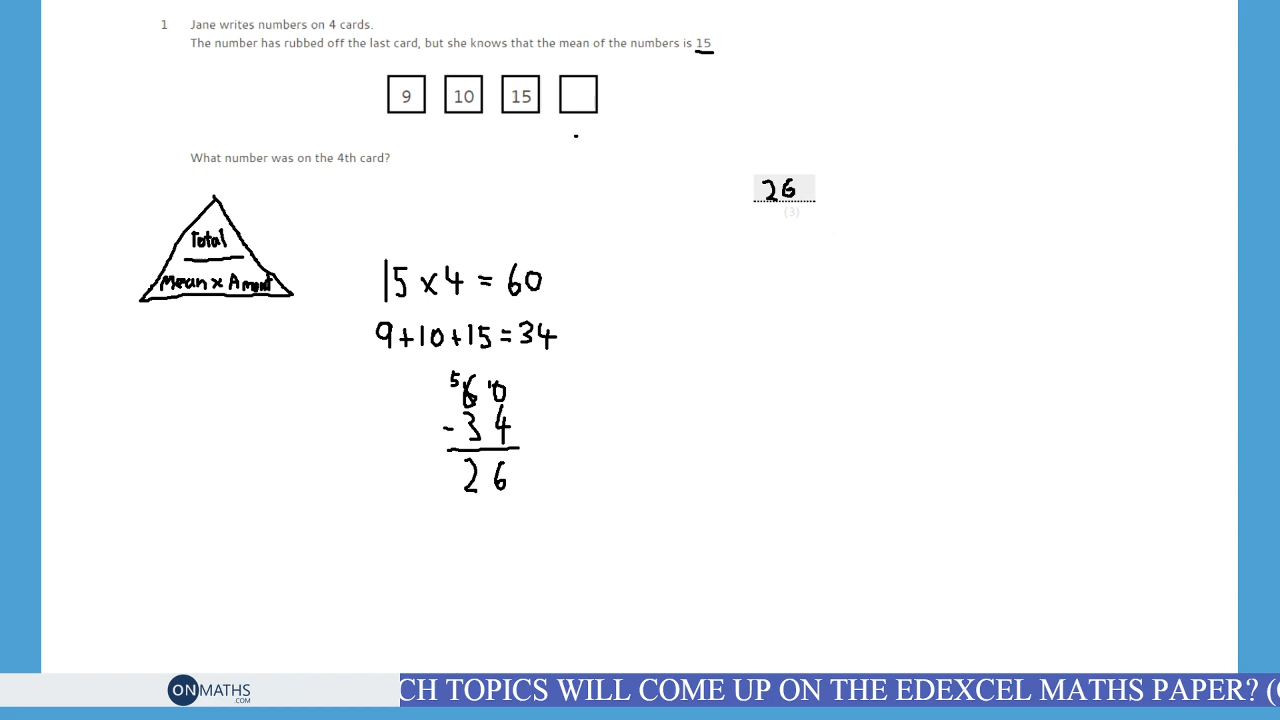 1 Jane writes numbers on 4 cards.
The number has rubbed off the last card, but she knows that the mean of the numbers is 15
9 10 15
What number was on the 4th card?
26
(3)
Total
Mean x Amount
15 x 4 = 60
9+10+15=34
5 6 10
- 3 4
2 6
ONMATHS
.COM
CH TOPICS WILL COME UP ON THE EDEXCEL MATHS PAPER? (